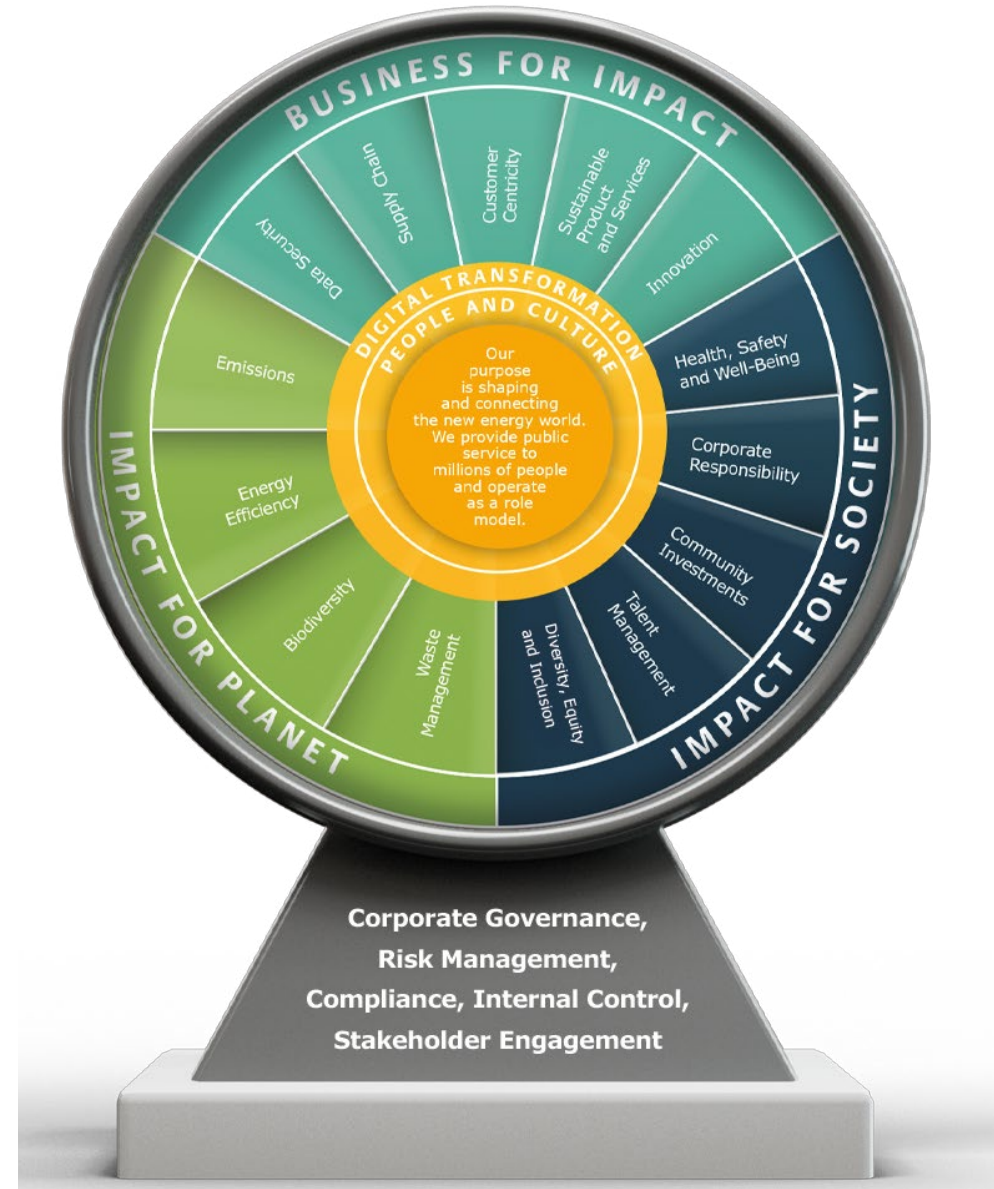 BUSINESS FOR IMPACT
Data Security
Supply Chain
Customer
Centricity
Sustainable
Product
and Services
Innovation
IMPACT FOR SOCIETY
Health, Safety
and Well-Being
Corporate
Responsibility
Community
Investments
Talent
Management
Diversity, Equity
and Inclusion
IMPACT FOR PLANET
Emissions
Energy
Efficiency
Biodiversity
Waste
Management
DIGITAL TRANSFORMATION
PEOPLE AND CULTURE
Our
purpose
is shaping
and connecting
the new energy world.
We provide public
service to
millions of people
and operate
as a role
model.
Corporate Governance,
Risk Management,
Compliance, Internal Control,
Stakeholder Engagement